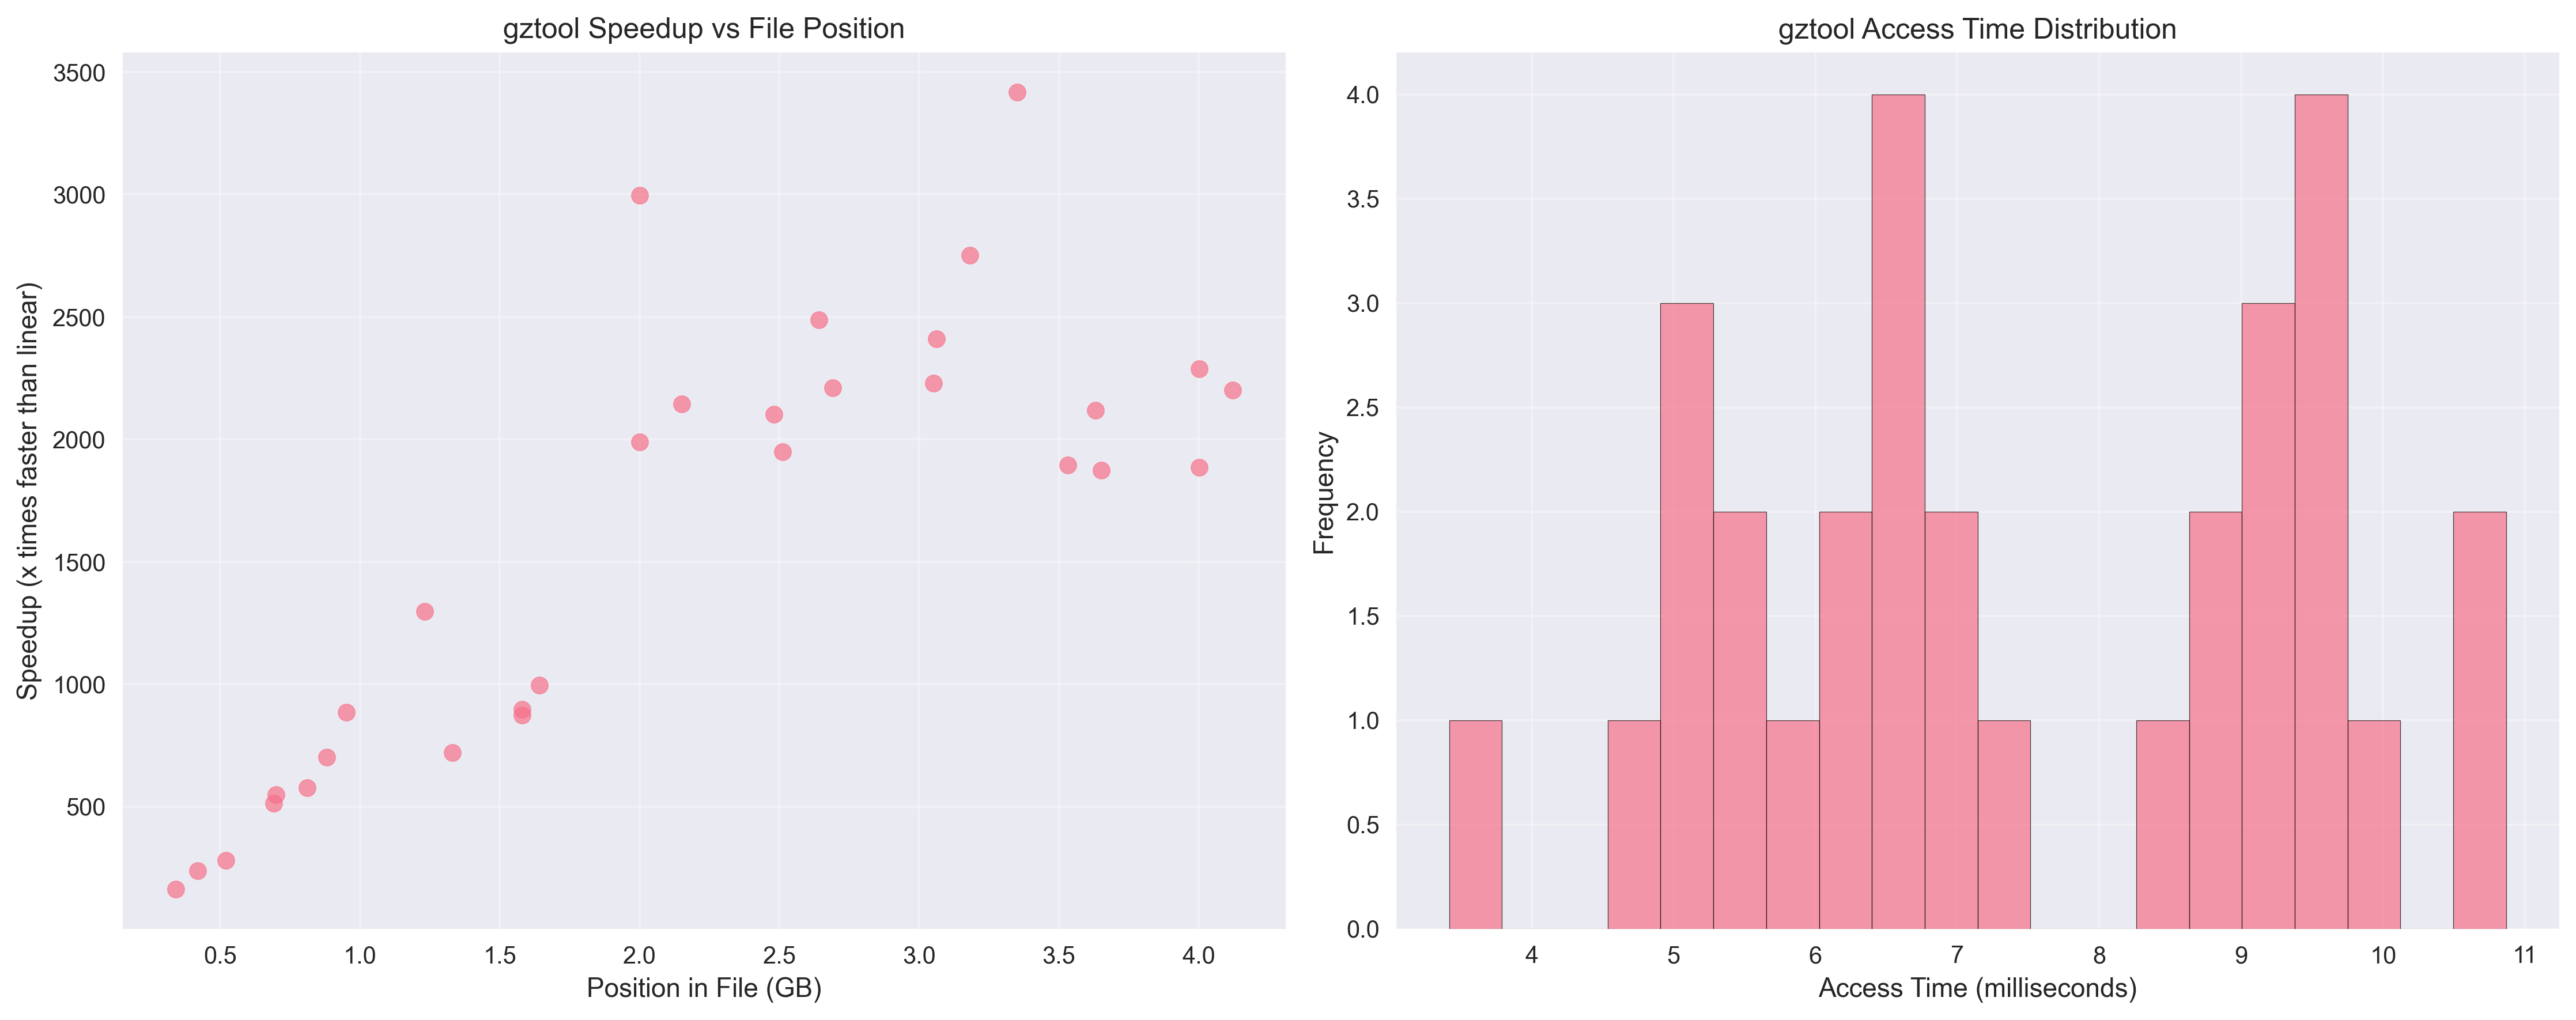 gztool Speedup vs File Position
3500
3000
2500
2000
1500
1000
500
Speedup (x times faster than linear)
0.5 1.0 1.5 2.0 2.5 3.0 3.5 4.0
Position in File (GB)
gztool Access Time Distribution
4.0
3.5
3.0
2.5
2.0
1.5
1.0
0.5
0.0
Frequency
4 5 6 7 8 9 10 11
Access Time (milliseconds)